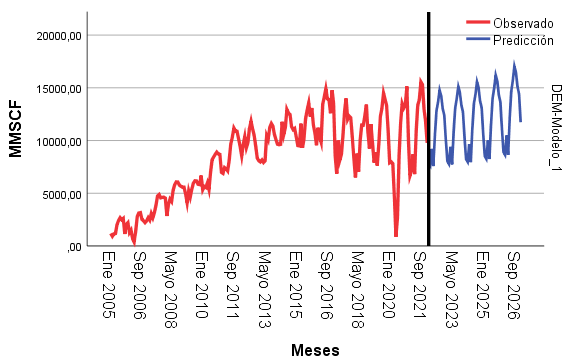 Observado
Predicción
20000,00
15000,00
10000,00
5000,00
,00
MMSCF
DEM-Modelo_1
Ene 2005
Sep 2006
Mayo 2008
Ene 2010
Sep 2011
Mayo 2013
Ene 2015
Sep 2016
Mayo 2018
Ene 2020
Sep 2021
Mayo 2023
Ene 2025
Sep 2026
Meses